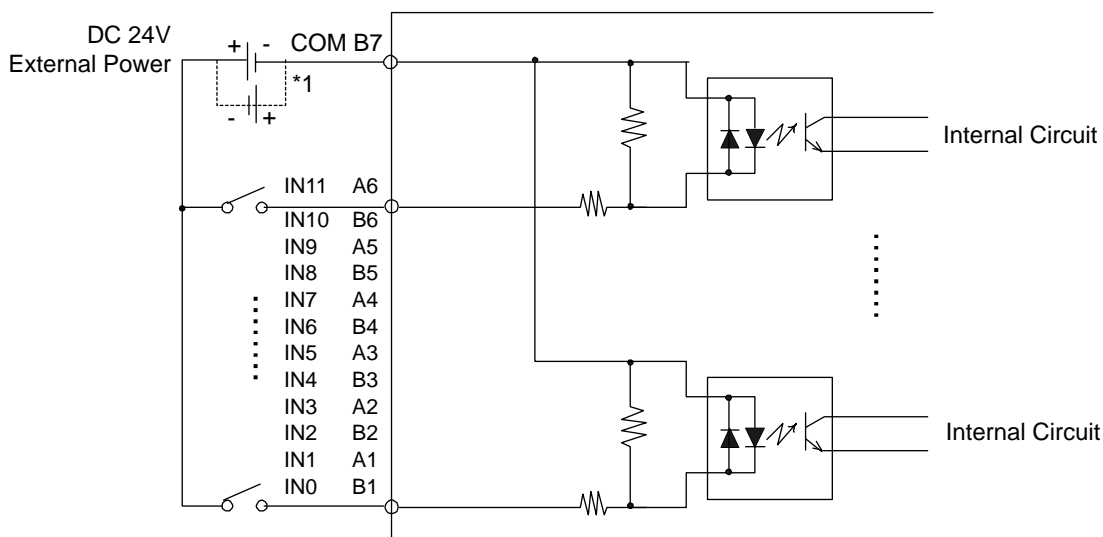 DC 24V
External Power
+ -
COM B7
*1
- +
Internal Circuit
IN11 A6
IN10 B6
IN9 A5
IN8 B5
IN7 A4
IN6 B4
IN5 A3
IN4 B3
IN3 A2
IN2 B2
IN1 A1
IN0 B1
Internal Circuit